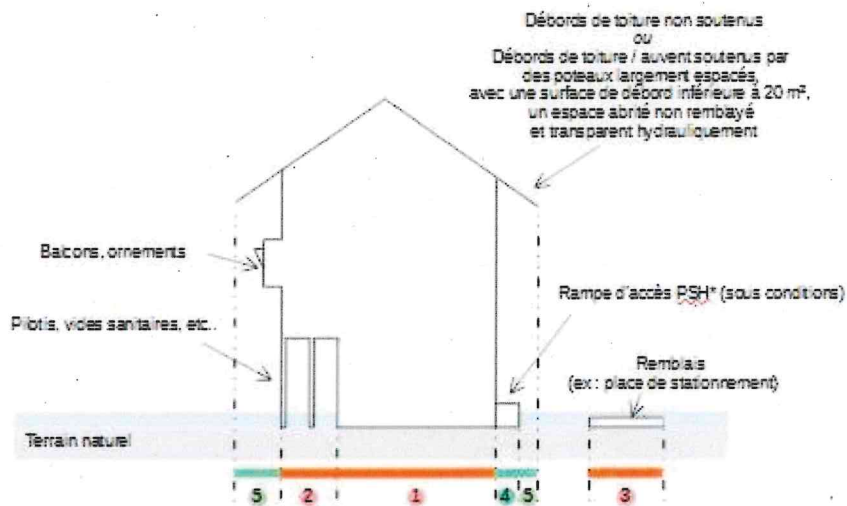 Débords de toiture non soutenus
ou
Débords de toiture / auvent soutenus par
des poteaux largement espacés,
avec une surface de débord inférieure à 20 m²,
un espace abrité non remblayé
et transparent hydrauliquement
Balcons, ornements
Rampe d'accès PSH* (sous conditions)
Pilotis, vides sanitaires, etc..
Remblais
(ex : place de stationnement)
Terrain naturel
5 2 1 4 5 3